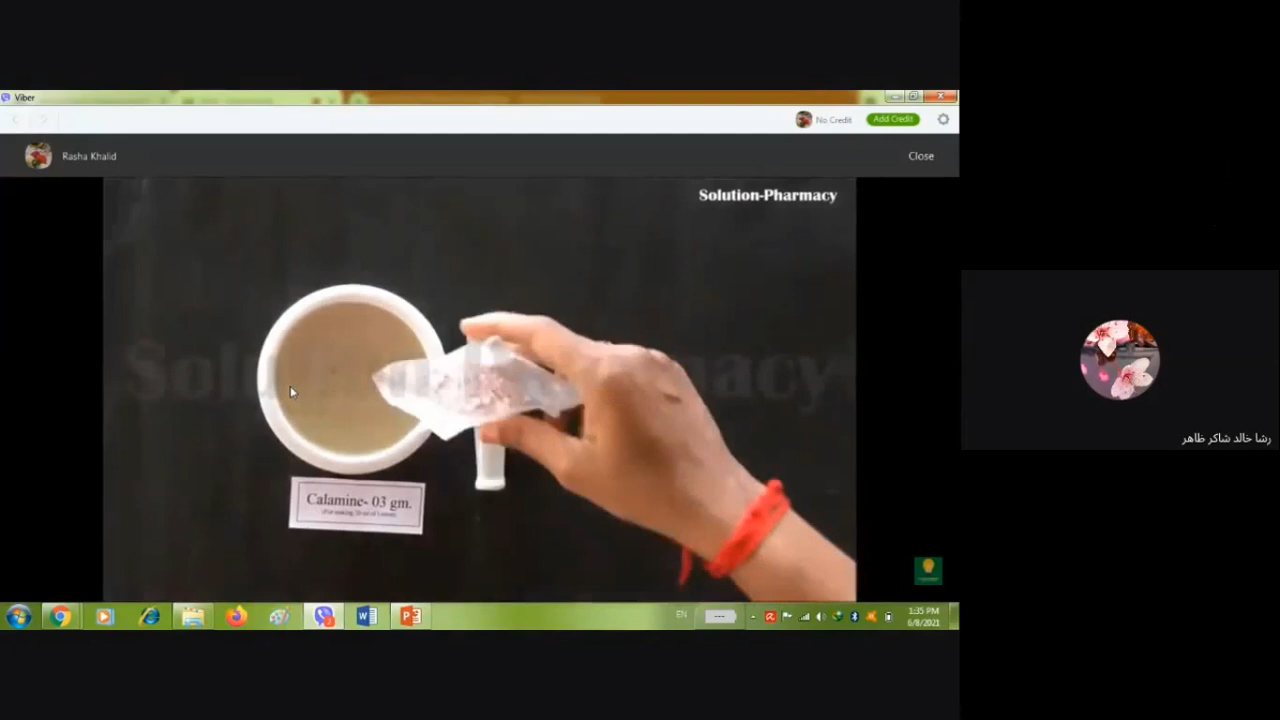 Viber
No Credit
Add Credit
Rasha Khalid
Close
Solution-Pharmacy
Calamine- 03 gm.
رشا خالد شاكر ظاهر
EN
1:35 PM
6/8/2021